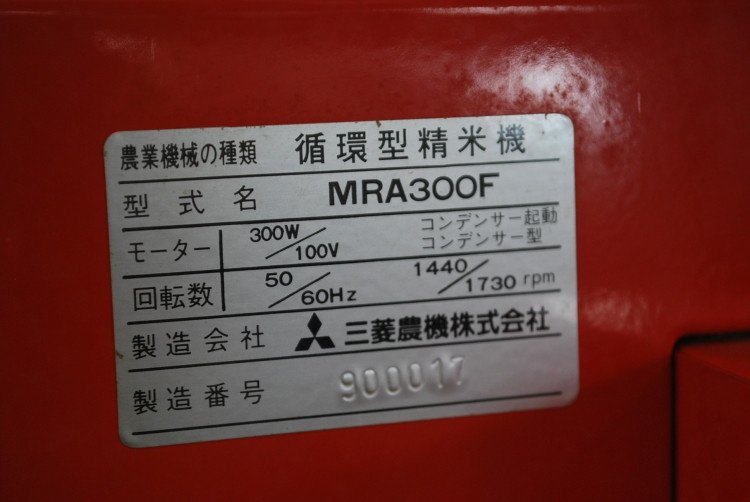 農業機械の種類 循環型精米機
型式名 MRA300F
モーター 300W/100V コンデンサー起動
コンデンサー型
回転数 50/60Hz 1440/1730 rpm
製造会社 三菱農機株式会社
製造番号 900017